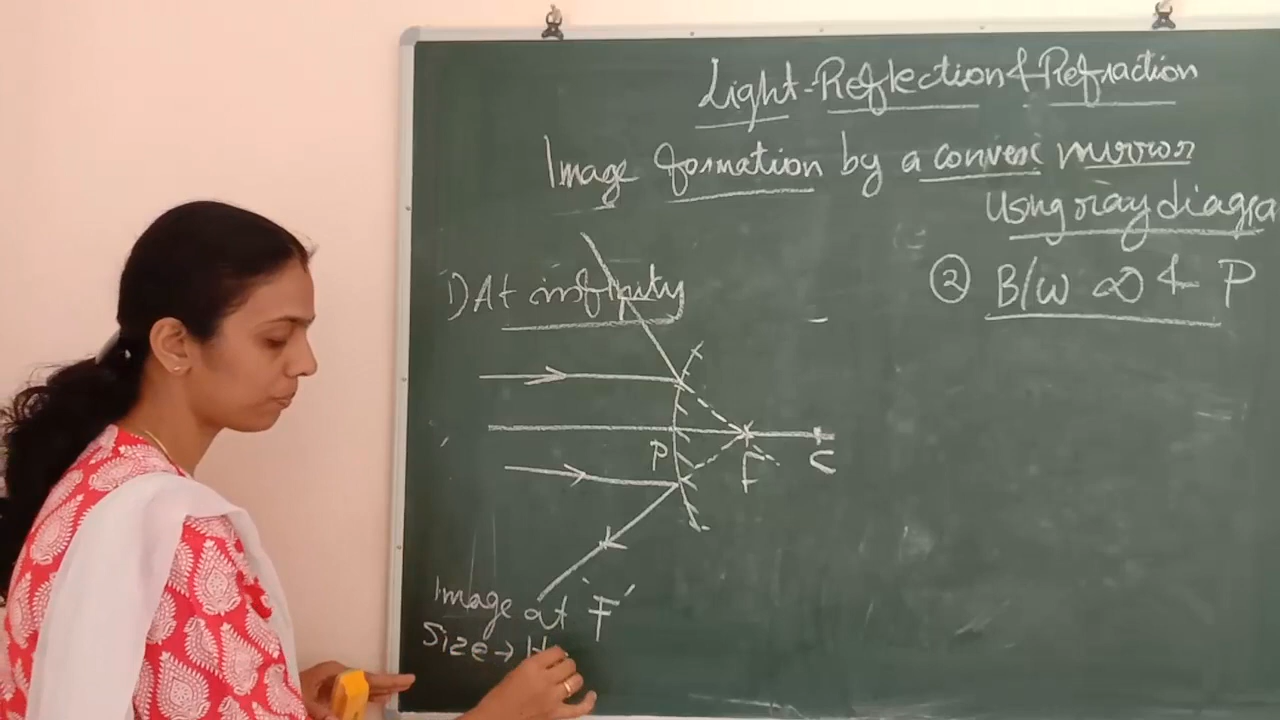 Light-Reflection & Refraction
Image formation by a convex mirror
Using ray diagra
1) At infinity
② B/w ∞ & P
P
F
C
Image at 'F'
Size → H